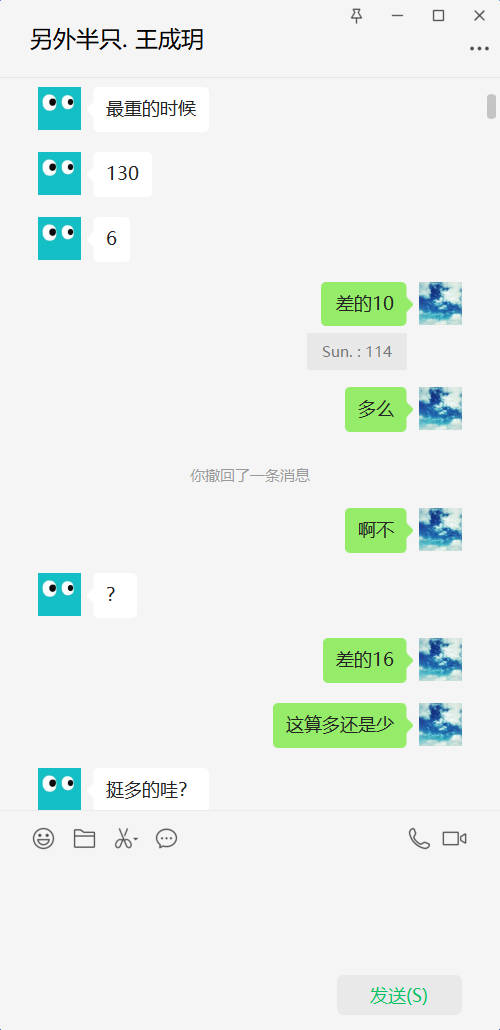 另外半只. 王成玥
最重的时候
130
6
差的10
Sun. : 114
多么
你撤回了一条消息
啊不
?
差的16
这算多还是少
挺多的哇?
发送(S)